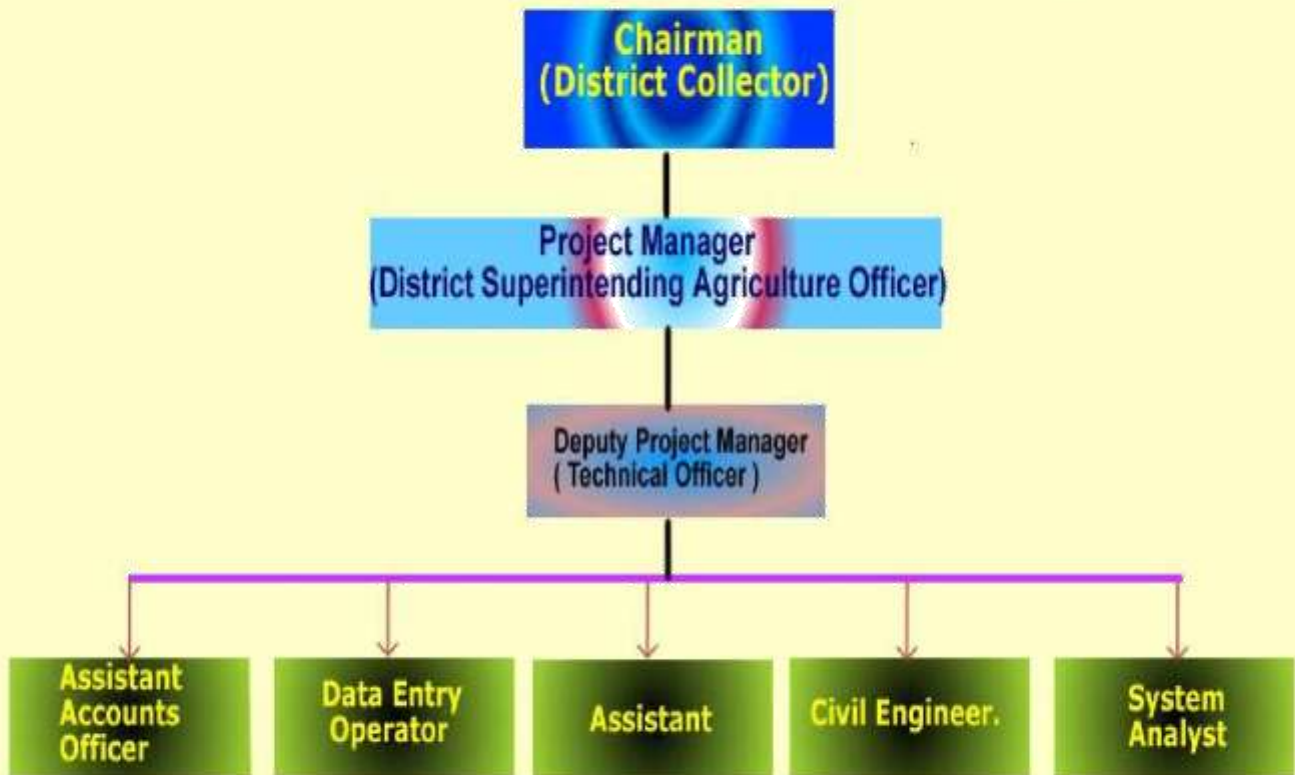 Chairman
(District Collector)
Project Manager
(District Superintending Agriculture Officer)
Deputy Project Manager
( Technical Officer )
Assistant
Accounts
Officer
Data Entry
Operator
Assistant
Civil Engineer.
System
Analyst